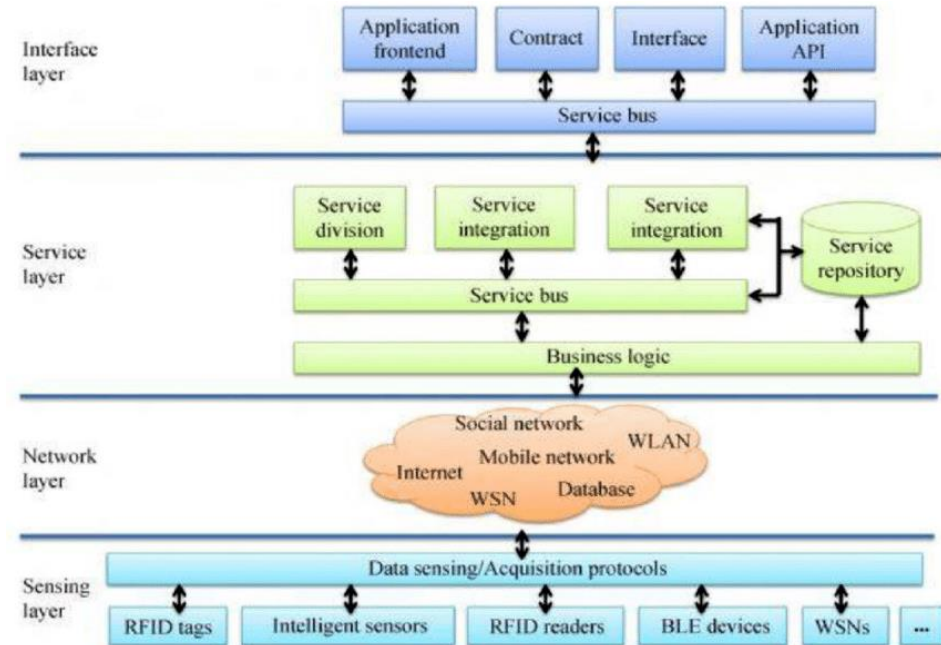 Interface
layer
Application
frontend
Contract
Interface
Application
API
Service bus
Service
layer
Service
division
Service
integration
Service
integration
Service
repository
Service bus
Business logic
Network
layer
Social network
WLAN
Mobile network
Internet
Database
WSN
Sensing
layer
Data sensing/Acquisition protocols
RFID tags
Intelligent sensors
RFID readers
BLE devices
WSNs
...